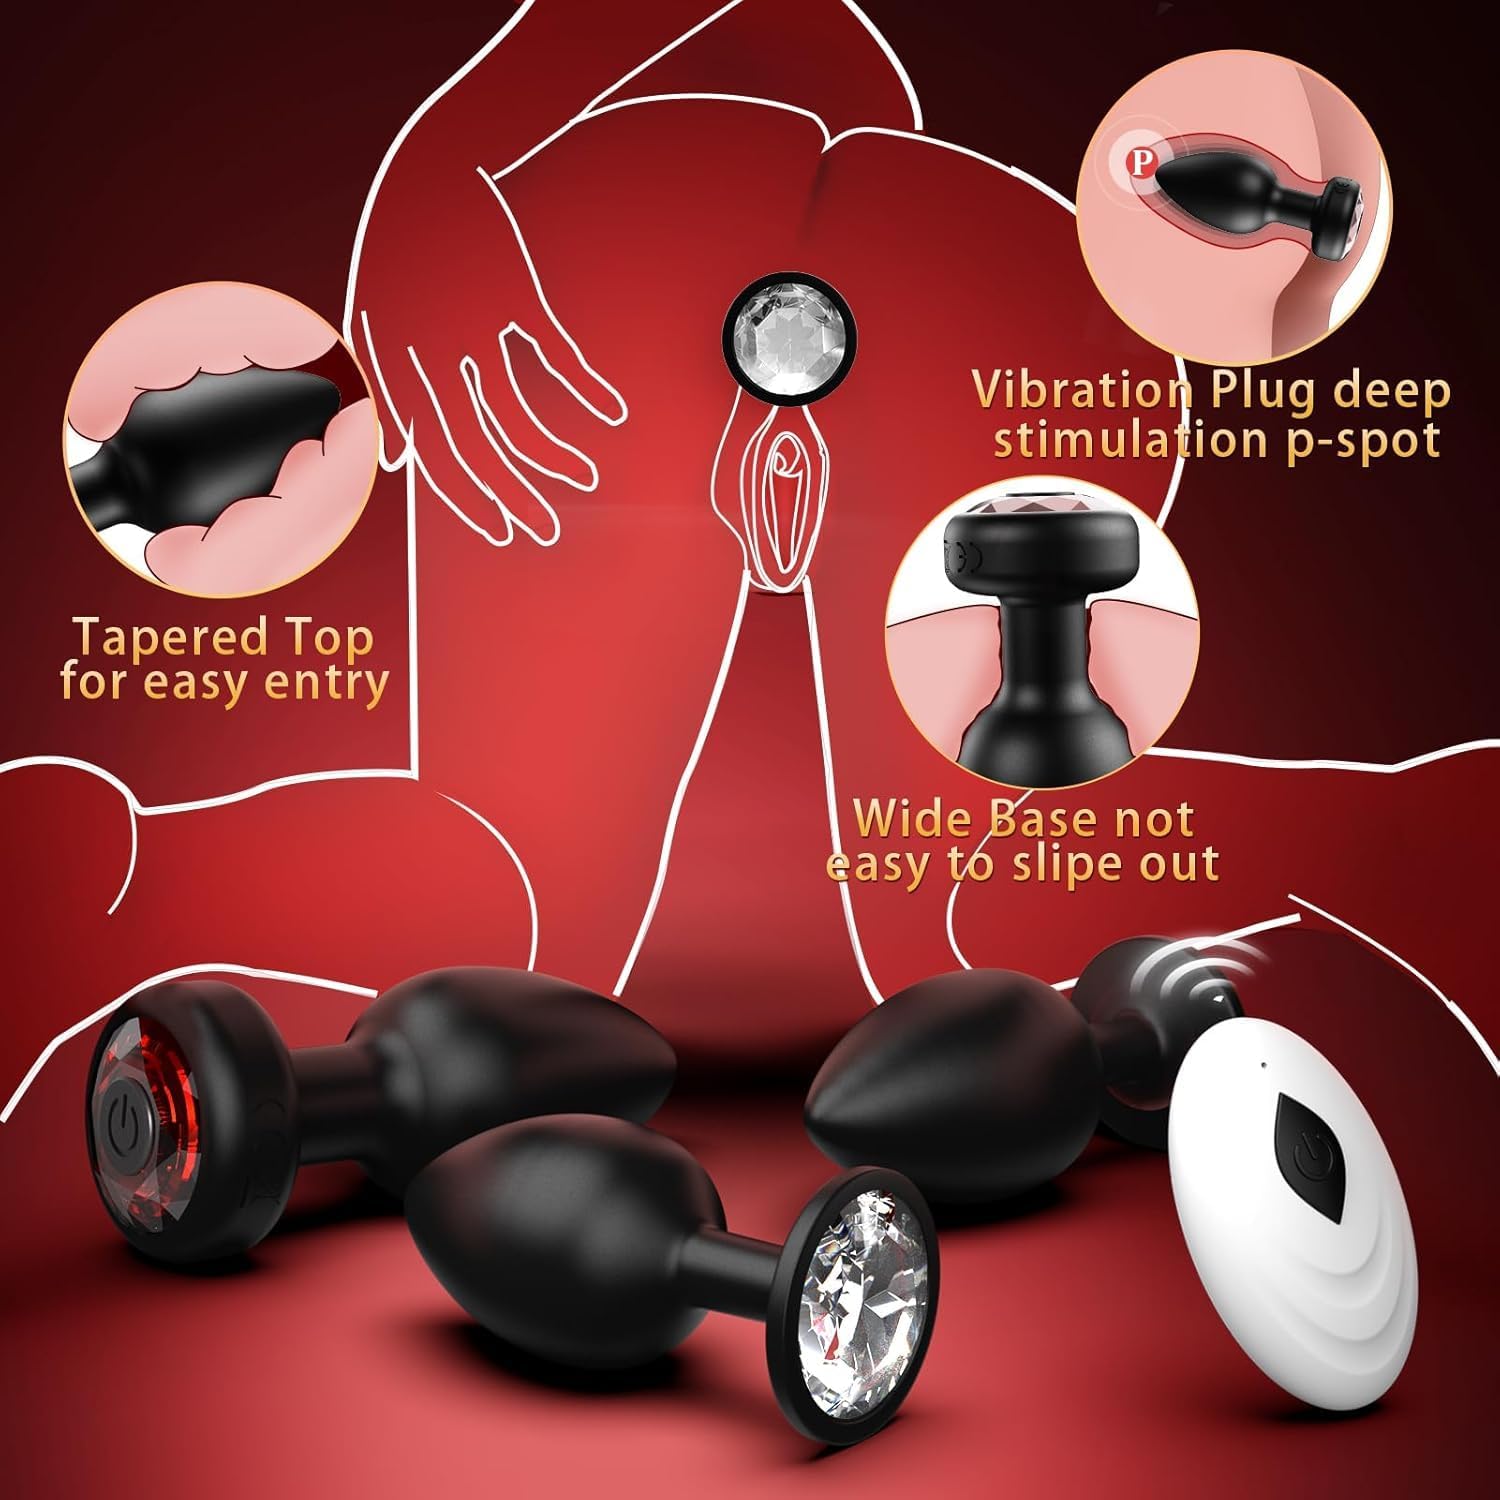 Vibration Plug deep
stimulation p-spot
P
Tapered Top
for easy entry
Wide Base not
easy to slipe out